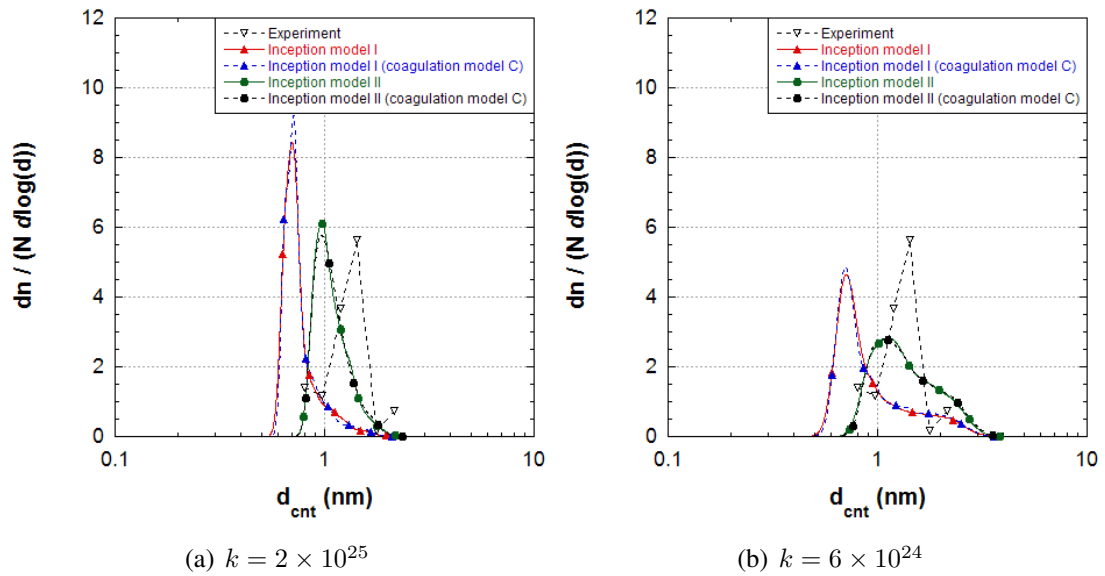 12
10
8
6
4
2
0
dn / (N dlog(d))
Experiment
Inception model I
Inception model I (coagulation model C)
Inception model II
Inception model II (coagulation model C)
0.1 1 10
d_cnt (nm)
(a) k = 2 × 10^25
12
10
8
6
4
2
0
dn / (N dlog(d))
Experiment
Inception model I
Inception model I (coagulation model C)
Inception model II
Inception model II (coagulation model C)
0.1 1 10
d_cnt (nm)
(b) k = 6 × 10^24